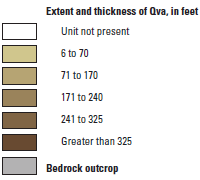 Extent and thickness of Qva, in feet
Unit not present
6 to 70
71 to 170
171 to 240
241 to 325
Greater than 325
Bedrock outcrop